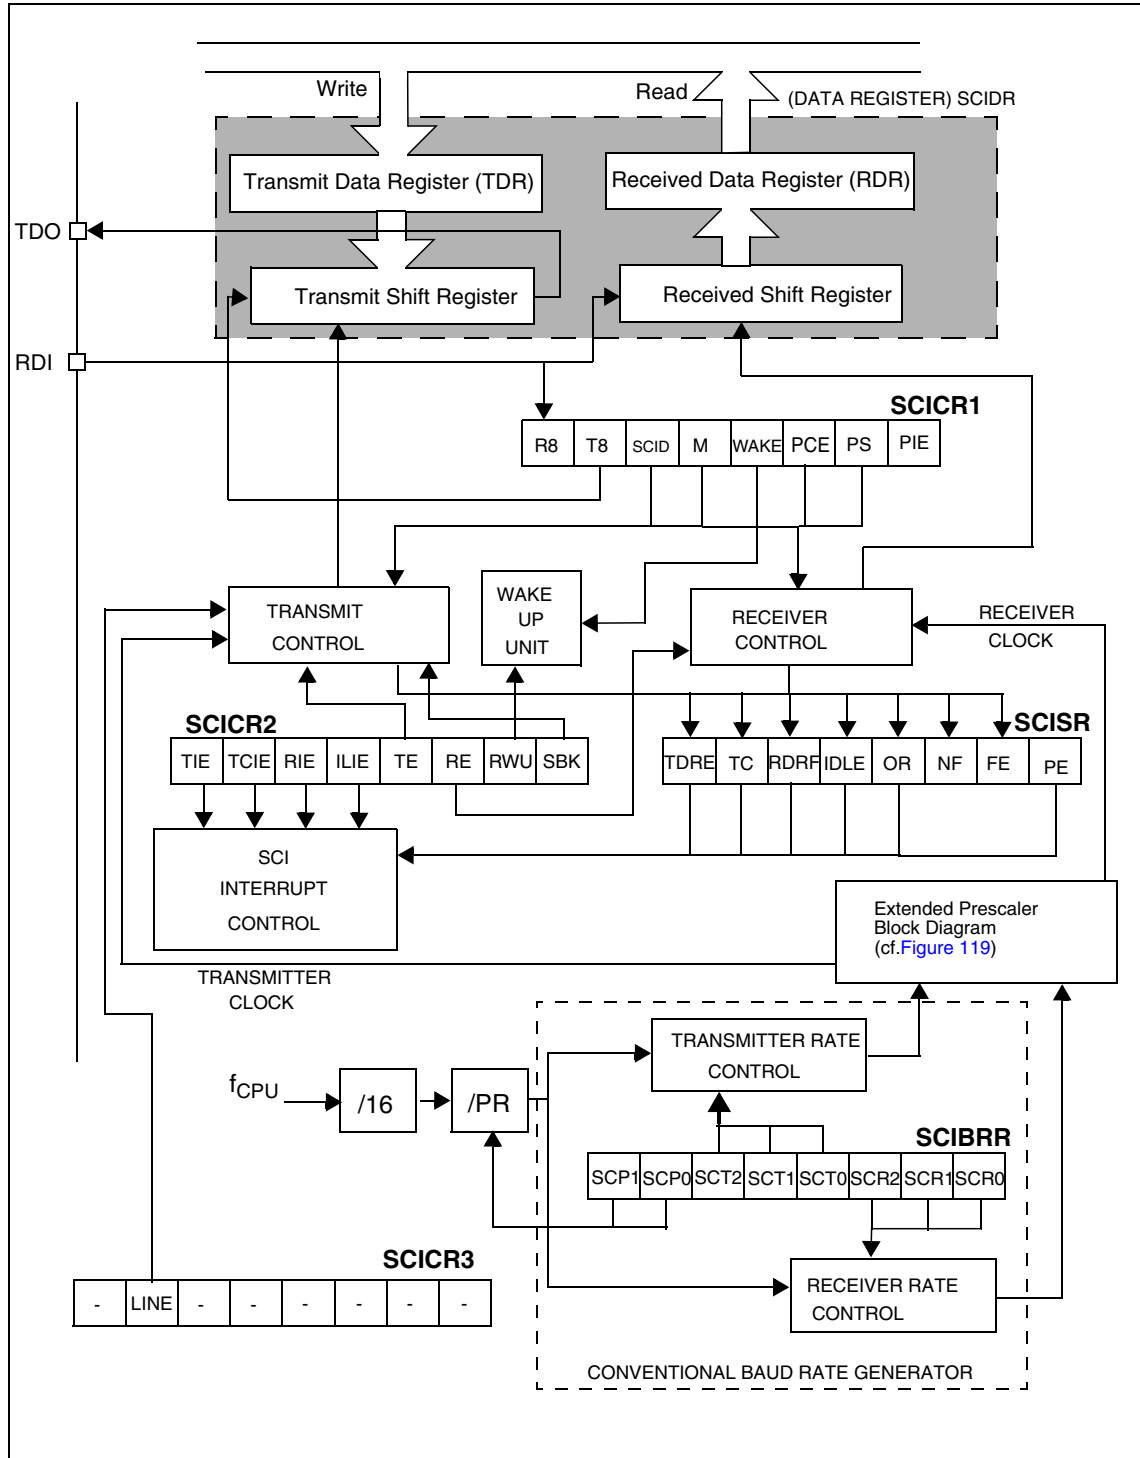 Write
Read
(DATA REGISTER) SCIDR
Transmit Data Register (TDR)
Received Data Register (RDR)
TDO
Transmit Shift Register
Received Shift Register
RDI
SCICR1
R8 T8 SCID M WAKE PCE PS PIE
TRANSMIT
CONTROL
WAKE
UP
UNIT
RECEIVER
CONTROL
RECEIVER
CLOCK
SCICR2
TIE TCIE RIE ILIE TE RE RWU SBK
SCISR
TDRE TC RDRF IDLE OR NF FE PE
SCI
INTERRUPT
CONTROL
Extended Prescaler
Block Diagram
(cf.Figure 119)
TRANSMITTER
CLOCK
TRANSMITTER RATE
CONTROL
fCPU
/16
/PR
SCIBRR
SCP1 SCP0 SCT2 SCT1 SCT0 SCR2 SCR1 SCR0
SCICR3
- LINE - - - - - -
RECEIVER RATE
CONTROL
CONVENTIONAL BAUD RATE GENERATOR